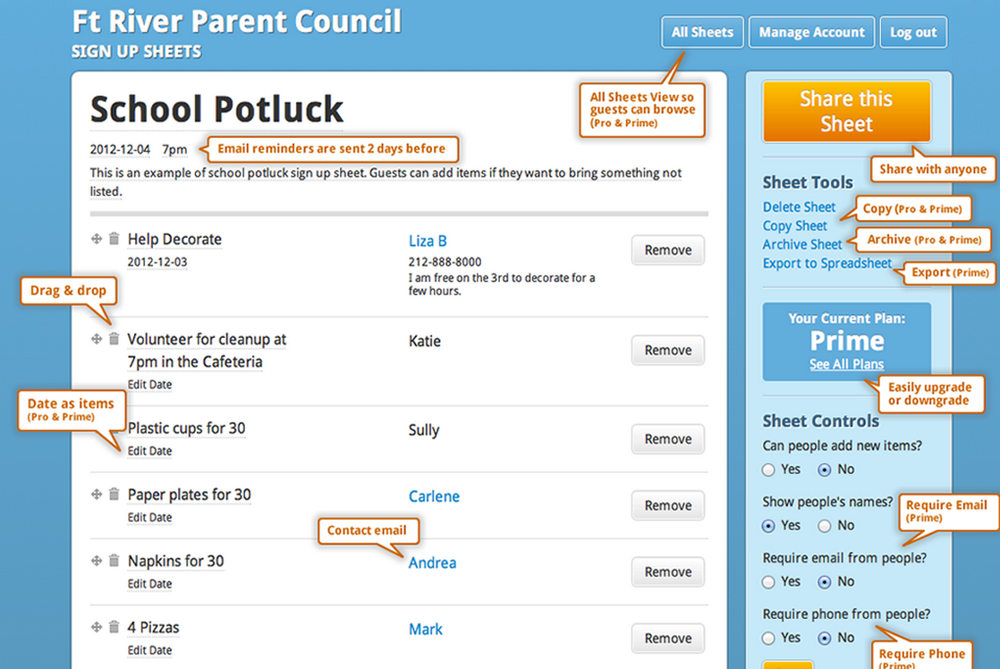 Ft River Parent Council
SIGN UP SHEETS
All Sheets
Manage Account
Log out
All Sheets View so
guests can browse
(Pro & Prime)
School Potluck
2012-12-04 7pm
Email reminders are sent 2 days before
This is an example of school potluck sign up sheet. Guests can add items if they want to bring something not
listed.
Help Decorate
2012-12-03
Liza B
212-888-8000
I am free on the 3rd to decorate for a
few hours.
Remove
Drag & drop
Volunteer for cleanup at
7pm in the Cafeteria
Edit Date
Katie
Remove
Date as items
(Pro & Prime)
Plastic cups for 30
Edit Date
Sully
Remove
Paper plates for 30
Edit Date
Carlene
Remove
Contact email
Napkins for 30
Edit Date
Andrea
Remove
4 Pizzas
Edit Date
Mark
Remove
Share this
Sheet
Share with anyone
Sheet Tools
Delete Sheet
Copy Sheet
Archive Sheet
Export to Spreadsheet
Copy (Pro & Prime)
Archive (Pro & Prime)
Export (Prime)
Your Current Plan:
Prime
See All Plans
Easily upgrade
or downgrade
Sheet Controls
Can people add new items?
Yes No
Show people's names?
Yes No
Require Email
(Prime)
Require email from people?
Yes No
Require phone from people?
Yes No
Require Phone
(Prime)